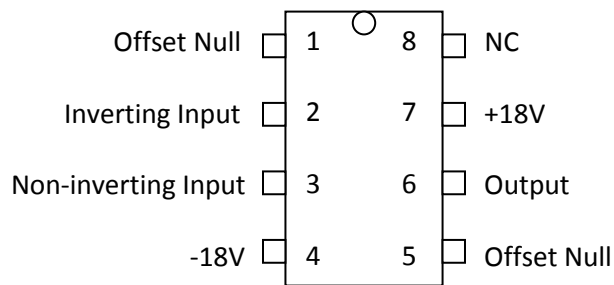 Offset Null 1 8 NC
Inverting Input 2 7 +18V
Non-inverting Input 3 6 Output
-18V 4 5 Offset Null